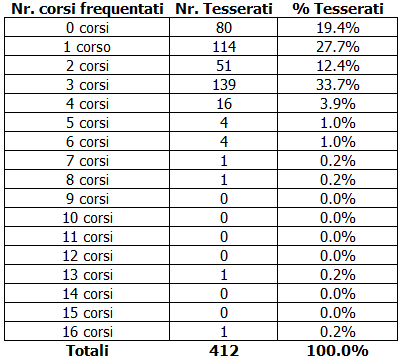 Nr. corsi frequentati Nr. Tesserati % Tesserati
0 corsi 80 19.4%
1 corso 114 27.7%
2 corsi 51 12.4%
3 corsi 139 33.7%
4 corsi 16 3.9%
5 corsi 4 1.0%
6 corsi 4 1.0%
7 corsi 1 0.2%
8 corsi 1 0.2%
9 corsi 0 0.0%
10 corsi 0 0.0%
11 corsi 0 0.0%
12 corsi 0 0.0%
13 corsi 1 0.2%
14 corsi 0 0.0%
15 corsi 0 0.0%
16 corsi 1 0.2%
Totali 412 100.0%